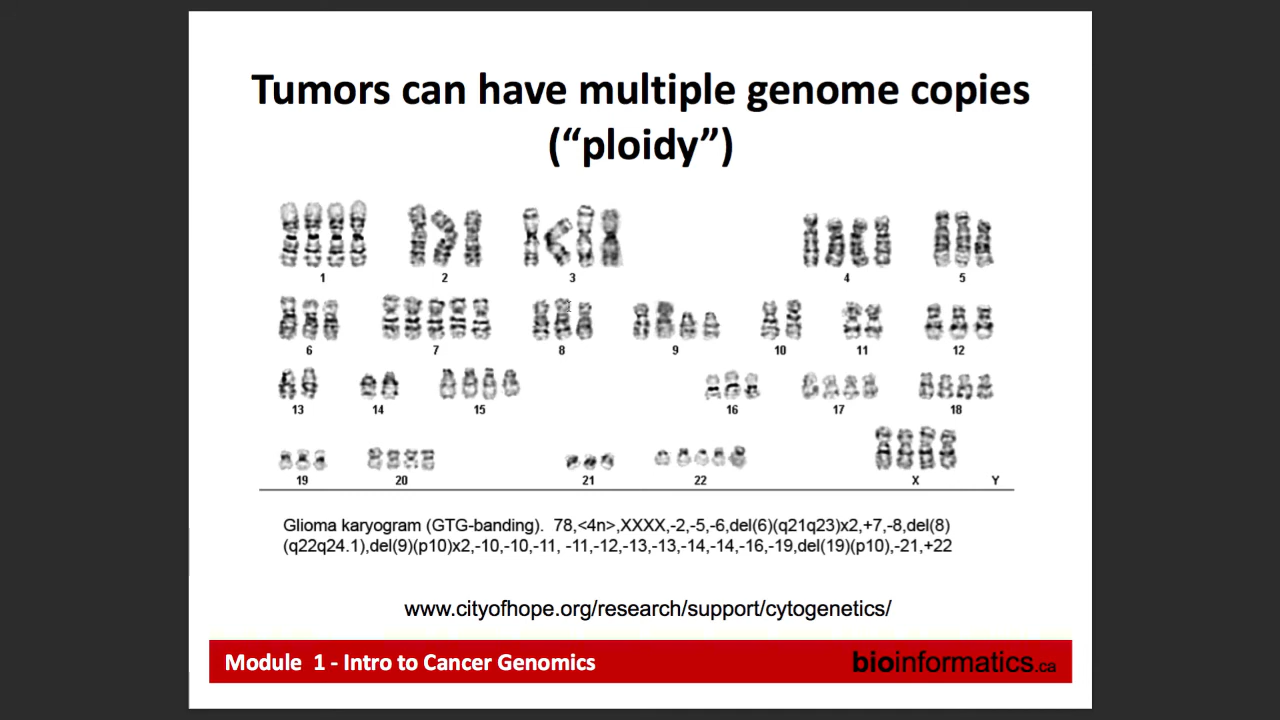 Tumors can have multiple genome copies
(“ploidy”)
1 2 3 4 5
6 7 8 9 10 11 12
13 14 15 16 17 18
19 20 21 22 X Y
Glioma karyogram (GTG-banding).  78,<4n>,XXXX,-2,-5,-6,del(6)(q21q23)x2,+7,-8,del(8)
(q22q24.1),del(9)(p10)x2,-10,-10,-11, -11,-12,-13,-13,-14,-14,-16,-19,del(19)(p10),-21,+22
www.cityofhope.org/research/support/cytogenetics/
Module  1 - Intro to Cancer Genomics
bioinformatics.ca